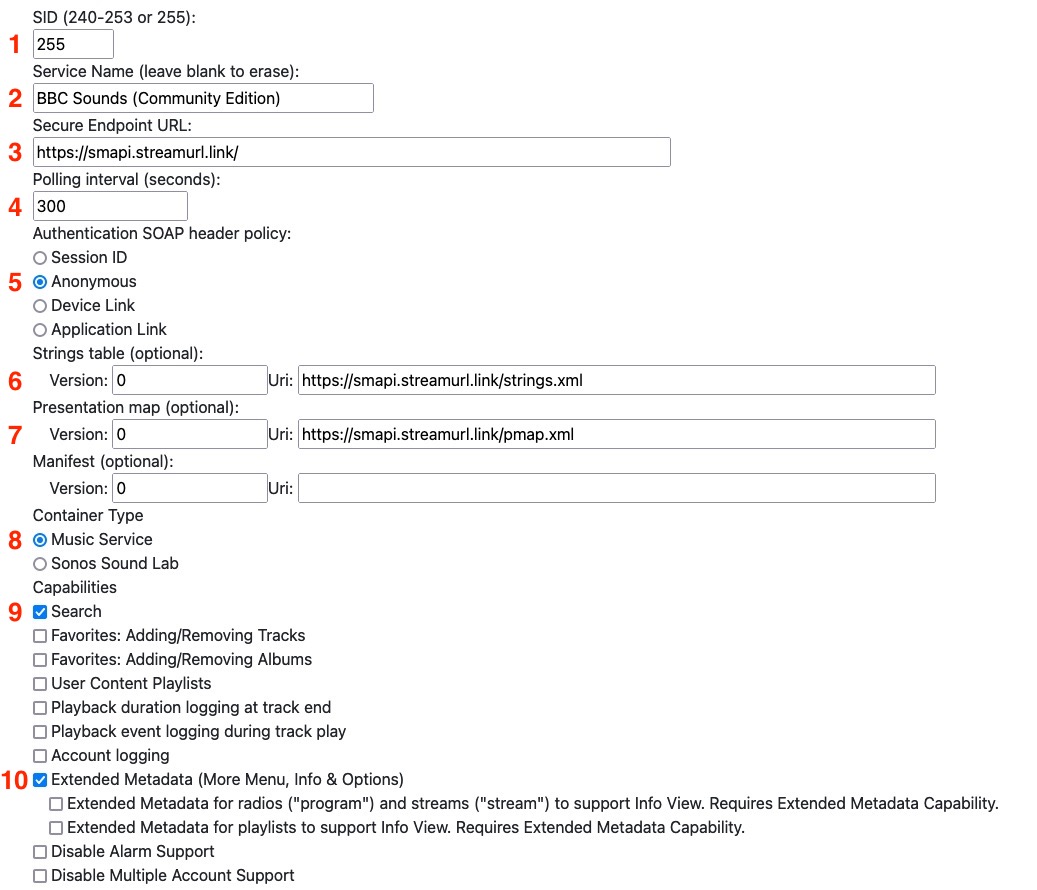 SID (240-253 or 255):
1 255
Service Name (leave blank to erase):
2 BBC Sounds (Community Edition)
Secure Endpoint URL:
3 https://smapi.streamurl.link/
Polling interval (seconds):
4 300
Authentication SOAP header policy:
Session ID
5 Anonymous
Device Link
Application Link
Strings table (optional):
6 Version: 0 Uri: https://smapi.streamurl.link/strings.xml
Presentation map (optional):
7 Version: 0 Uri: https://smapi.streamurl.link/pmap.xml
Manifest (optional):
Version: 0 Uri:
Container Type
8 Music Service
Sonos Sound Lab
Capabilities
9 Search
Favorites: Adding/Removing Tracks
Favorites: Adding/Removing Albums
User Content Playlists
Playback duration logging at track end
Playback event logging during track play
Account logging
10 Extended Metadata (More Menu, Info & Options)
Extended Metadata for radios ("program") and streams ("stream") to support Info View. Requires Extended Metadata Capability.
Extended Metadata for playlists to support Info View. Requires Extended Metadata Capability.
Disable Alarm Support
Disable Multiple Account Support